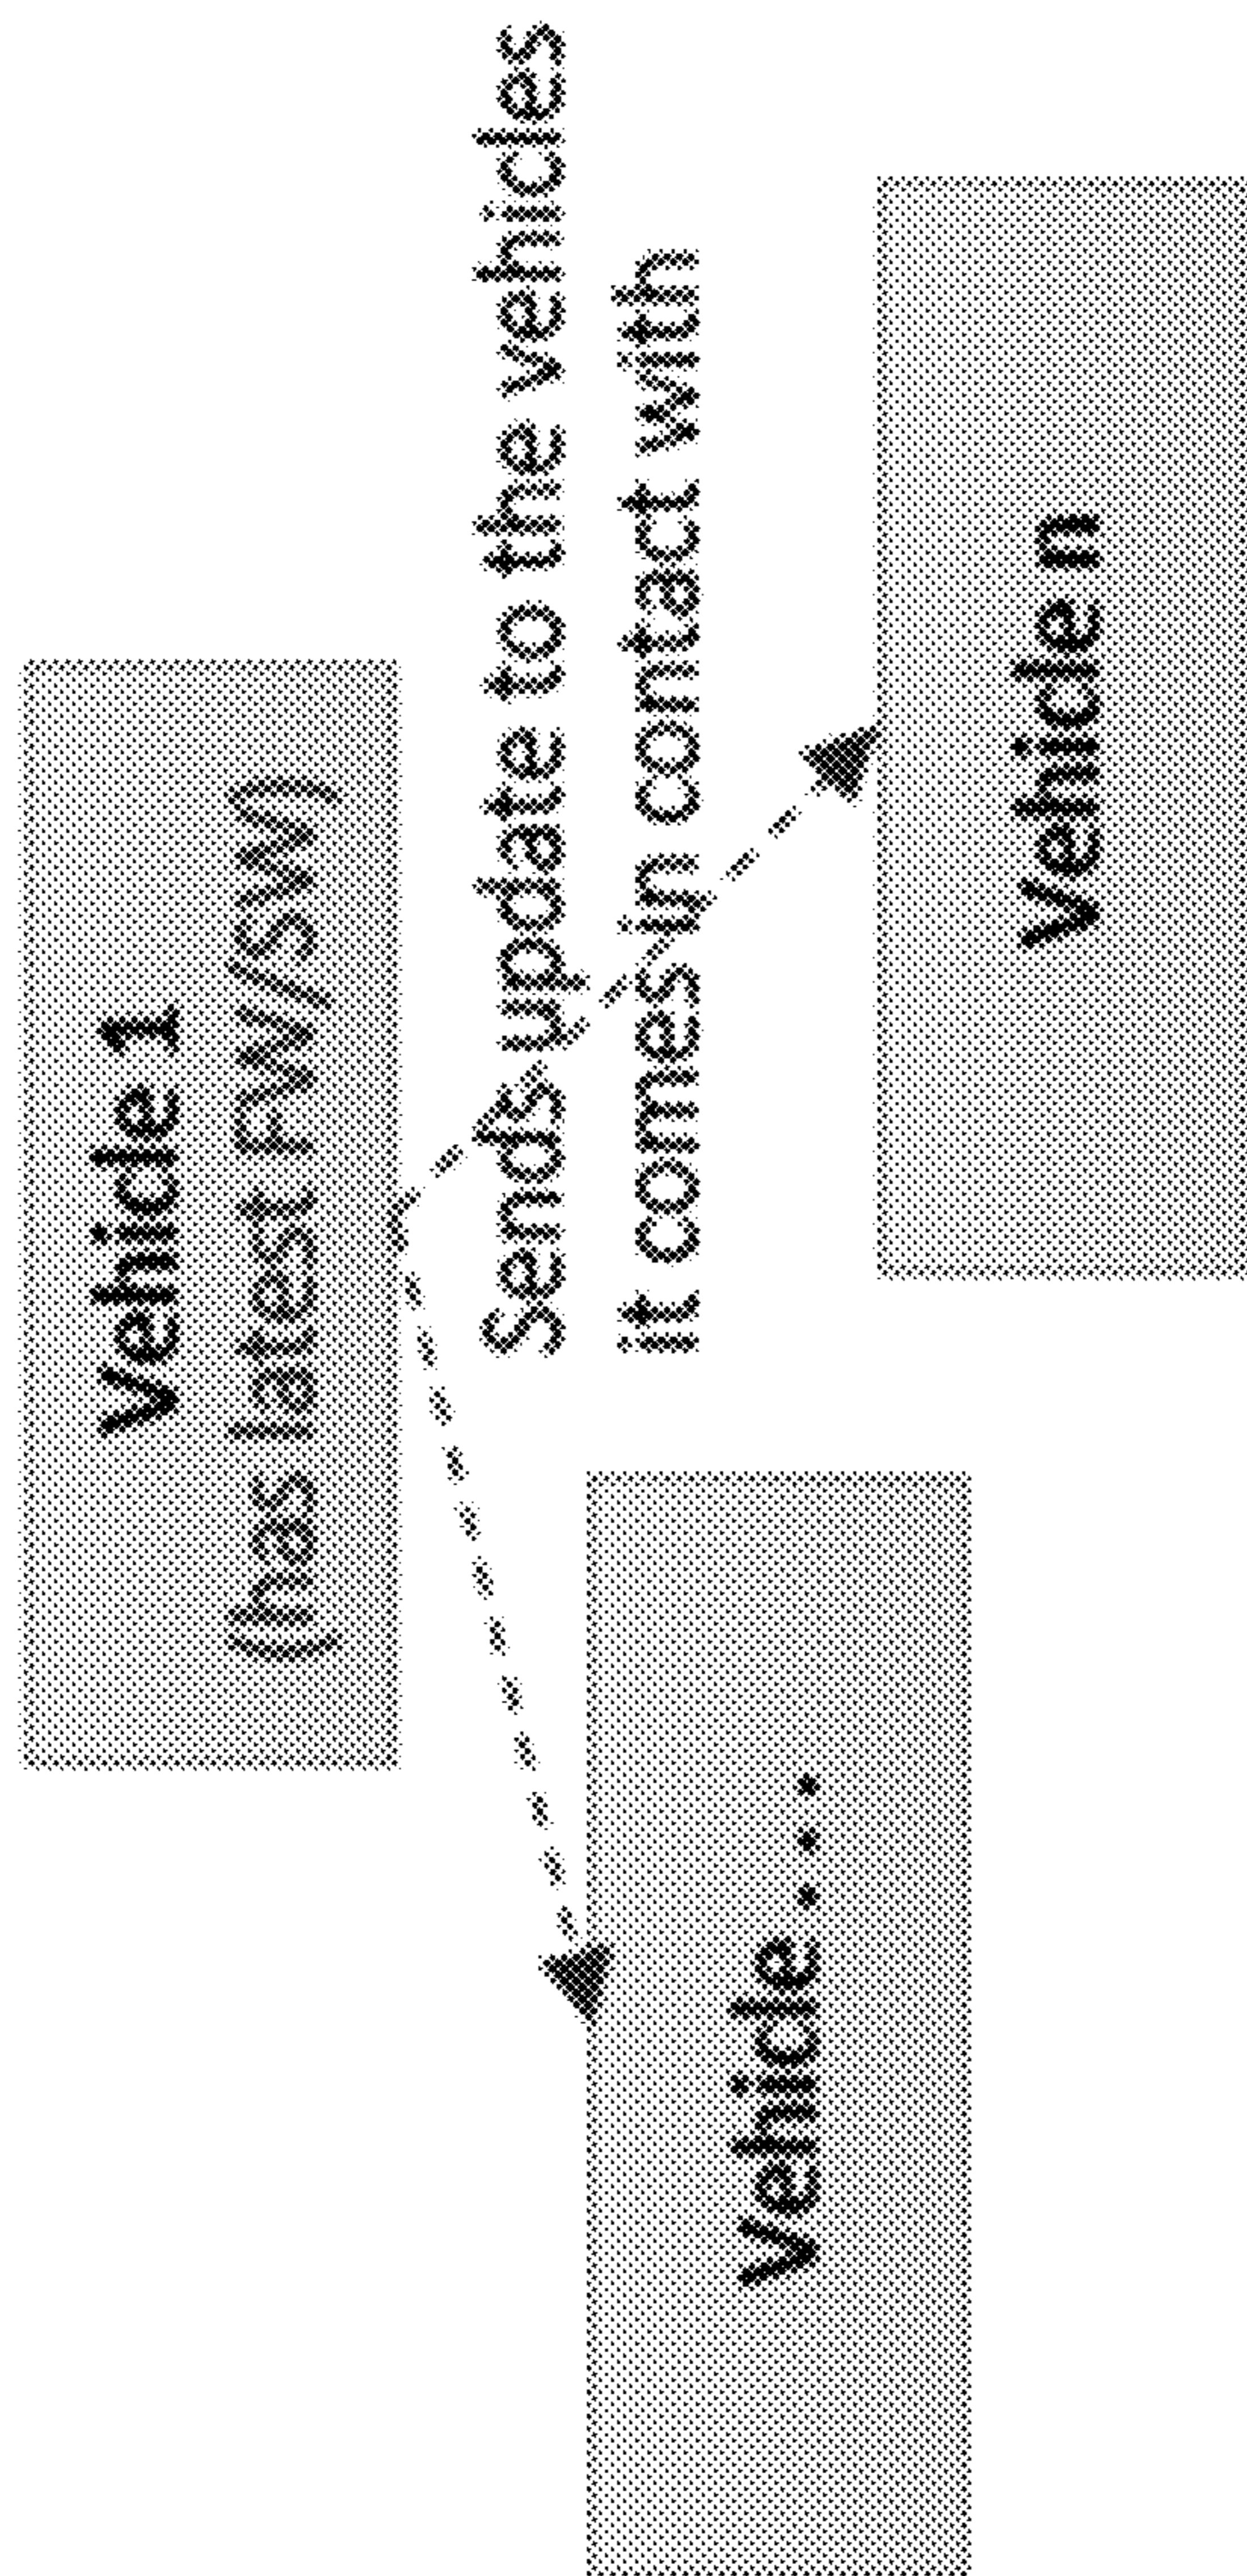 Vehicle 1
(has latest FW/SW)
Sends update to the vehicles
it comes in contact with
Vehicle . . .
Vehicle n